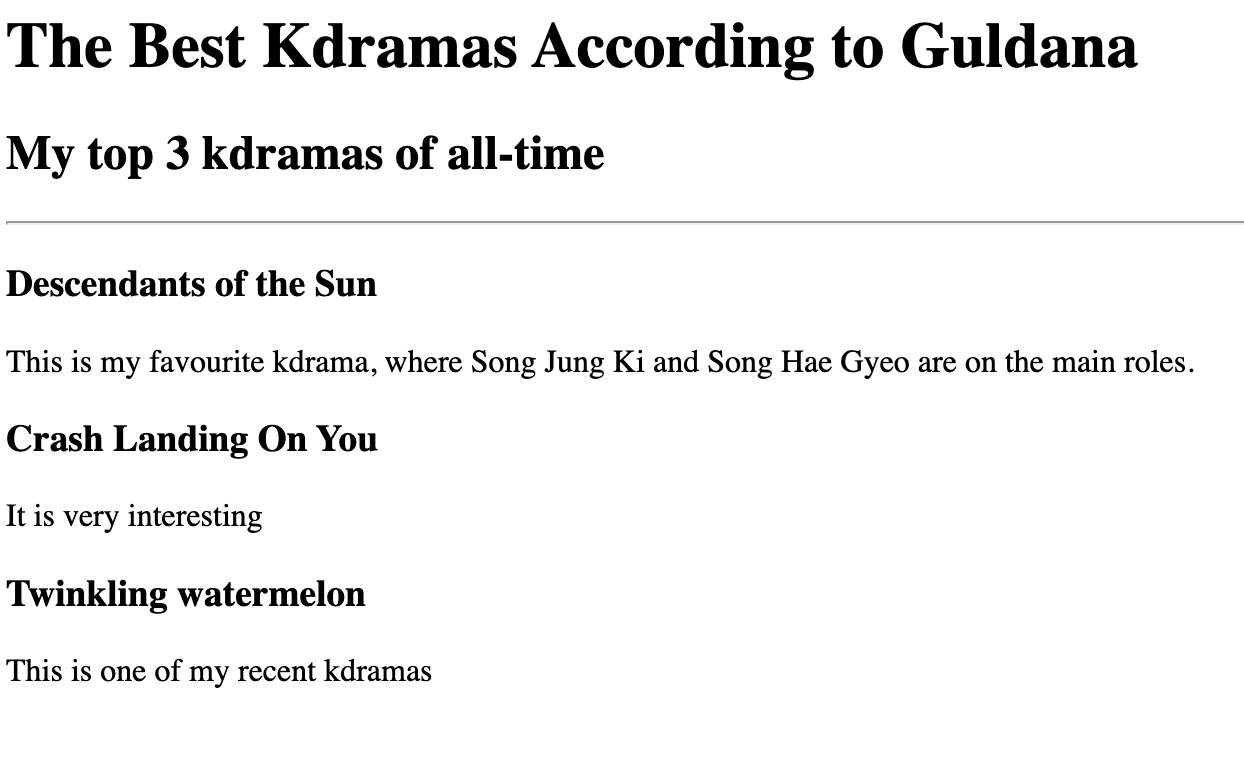 The Best Kdramas According to Guldana
My top 3 kdramas of all-time
Descendants of the Sun
This is my favourite kdrama, where Song Jung Ki and Song Hae Gyeo are on the main roles.
Crash Landing On You
It is very interesting
Twinkling watermelon
This is one of my recent kdramas